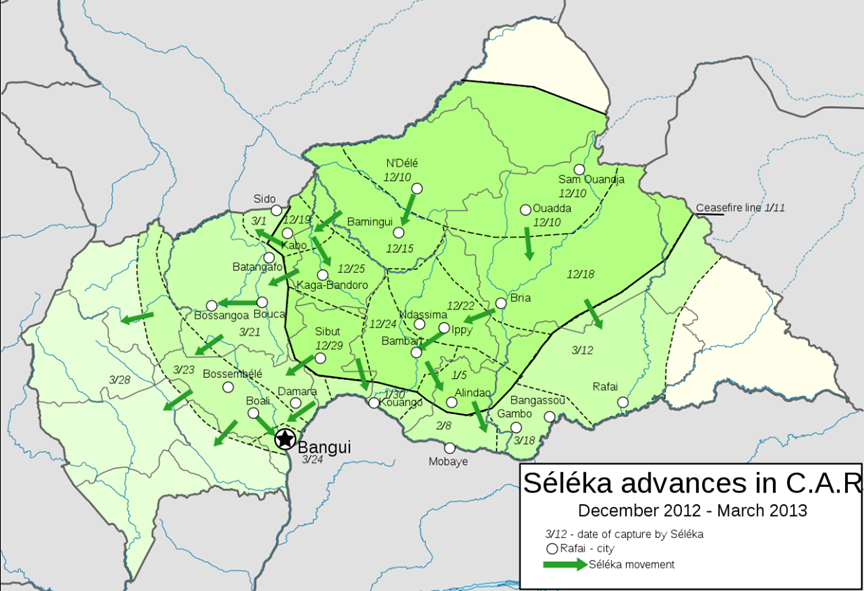 N'Délé
12/10
Sam Ouandja
12/10
Sido
3/1
12/19
Kabo
Bamingui
12/15
Ouadda
12/10
Ceasefire line 1/11
Batangafo
Kaga-Bandoro
12/25
12/18
Bossangoa
Bouca
3/21
Ndassima
12/22
Bria
Ippy
12/24
Bambari
Sibut
12/29
3/12
3/28
3/23
Bossembélé
Boali
Damara
1/30
Kouango
1/5
Alindao
Bangassou
Rafai
Gambo
2/8
3/18
Mobaye
Bangui
3/24
Séléka advances in C.A.R
December 2012 - March 2013
3/12 - date of capture by Séléka
Rafai - city
Séléka movement